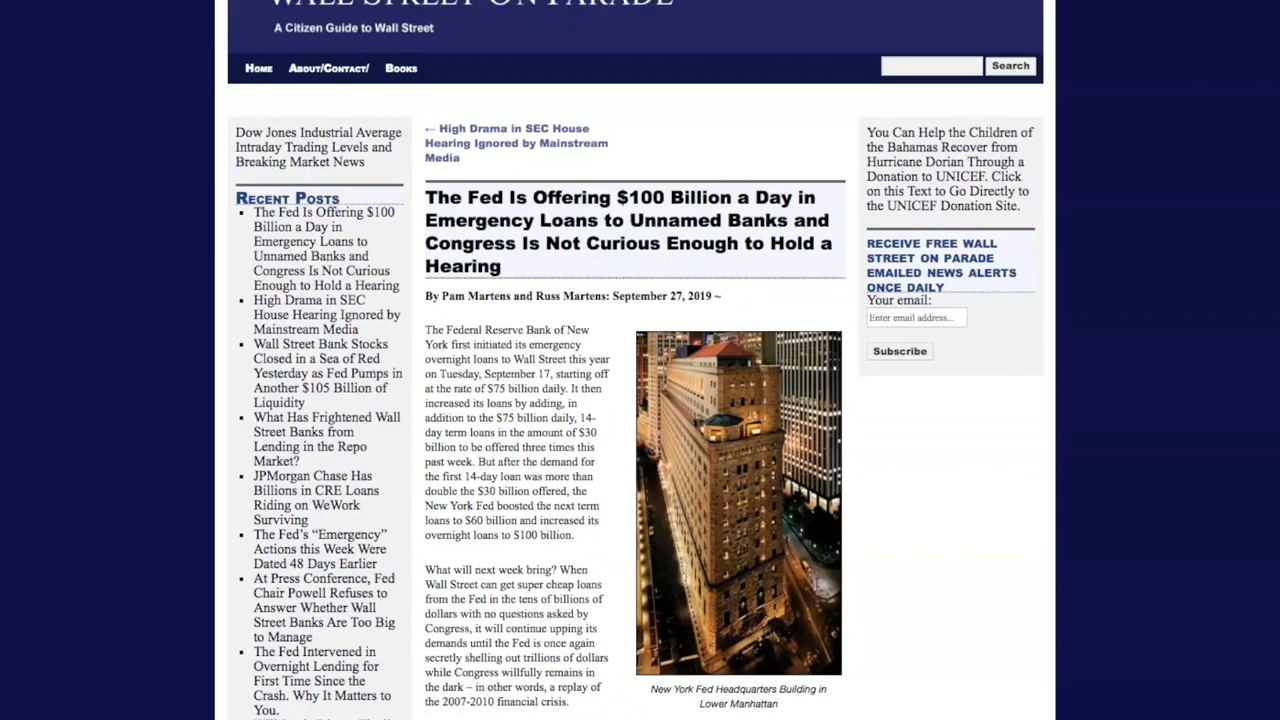 WALL STREET ON PARADE
A Citizen Guide to Wall Street
Home About/Contact/ Books
Search
Dow Jones Industrial Average
Intraday Trading Levels and
Breaking Market News
Recent Posts
The Fed Is Offering $100
Billion a Day in
Emergency Loans to
Unnamed Banks and
Congress Is Not Curious
Enough to Hold a Hearing
High Drama in SEC
House Hearing Ignored by
Mainstream Media
Wall Street Bank Stocks
Closed in a Sea of Red
Yesterday as Fed Pumps in
Another $105 Billion of
Liquidity
What Has Frightened Wall
Street Banks from
Lending in the Repo
Market?
JPMorgan Chase Has
Billions in CRE Loans
Riding on WeWork
Surviving
The Fed's “Emergency”
Actions this Week Were
Dated 48 Days Earlier
At Press Conference, Fed
Chair Powell Refuses to
Answer Whether Wall
Street Banks Are Too Big
to Manage
The Fed Intervened in
Overnight Lending for
First Time Since the
Crash. Why It Matters to
You.
← High Drama in SEC House
Hearing Ignored by Mainstream
Media
The Fed Is Offering $100 Billion a Day in
Emergency Loans to Unnamed Banks and
Congress Is Not Curious Enough to Hold a
Hearing
By Pam Martens and Russ Martens: September 27, 2019 ~
The Federal Reserve Bank of New
York first initiated its emergency
overnight loans to Wall Street this year
on Tuesday, September 17, starting off
at the rate of $75 billion daily. It then
increased its loans by adding, in
addition to the $75 billion daily, 14-
day term loans in the amount of $30
billion to be offered three times this
past week. But after the demand for
the first 14-day loan was more than
double the $30 billion offered, the
New York Fed boosted the next term
loans to $60 billion and increased its
overnight loans to $100 billion.
What will next week bring? When
Wall Street can get super cheap loans
from the Fed in the tens of billions of
dollars with no questions asked by
Congress, it will continue upping its
demands until the Fed is once again
secretly shelling out trillions of dollars
while Congress willfully remains in
the dark – in other words, a replay of
the 2007-2010 financial crisis.
New York Fed Headquarters Building in
Lower Manhattan
You Can Help the Children of
the Bahamas Recover from
Hurricane Dorian Through a
Donation to UNICEF. Click
on this Text to Go Directly to
the UNICEF Donation Site.
RECEIVE FREE WALL
STREET ON PARADE
EMAILED NEWS ALERTS
ONCE DAILY
Your email:
Enter email address...
Subscribe